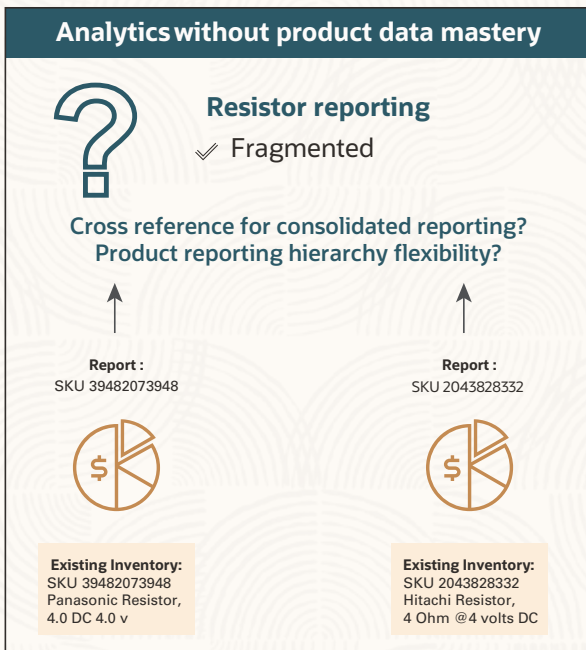 Analytics without product data mastery
?
Resistor reporting
Fragmented
Cross reference for consolidated reporting?
Product reporting hierarchy flexibility?
Report :
SKU 39482073948
Report :
SKU 2043828332
$
$
Existing Inventory:
SKU 39482073948
Panasonic Resistor,
4.0 DC 4.0 v
Existing Inventory:
SKU 2043828332
Hitachi Resistor,
4 Ohm @4 volts DC